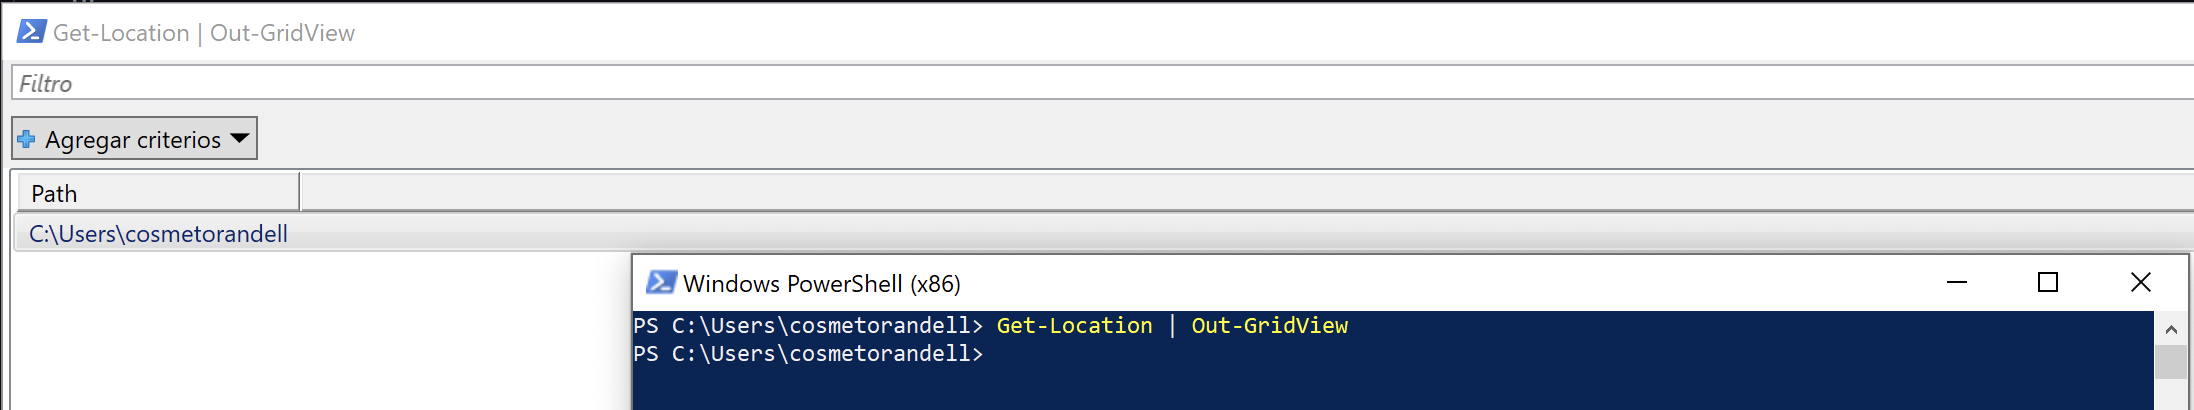 Get-Location | Out-GridView
Filtro
Agregar criterios
Path
C:\Users\cosmetorandell
Windows PowerShell (x86)
PS C:\Users\cosmetorandell> Get-Location | Out-GridView
PS C:\Users\cosmetorandell>